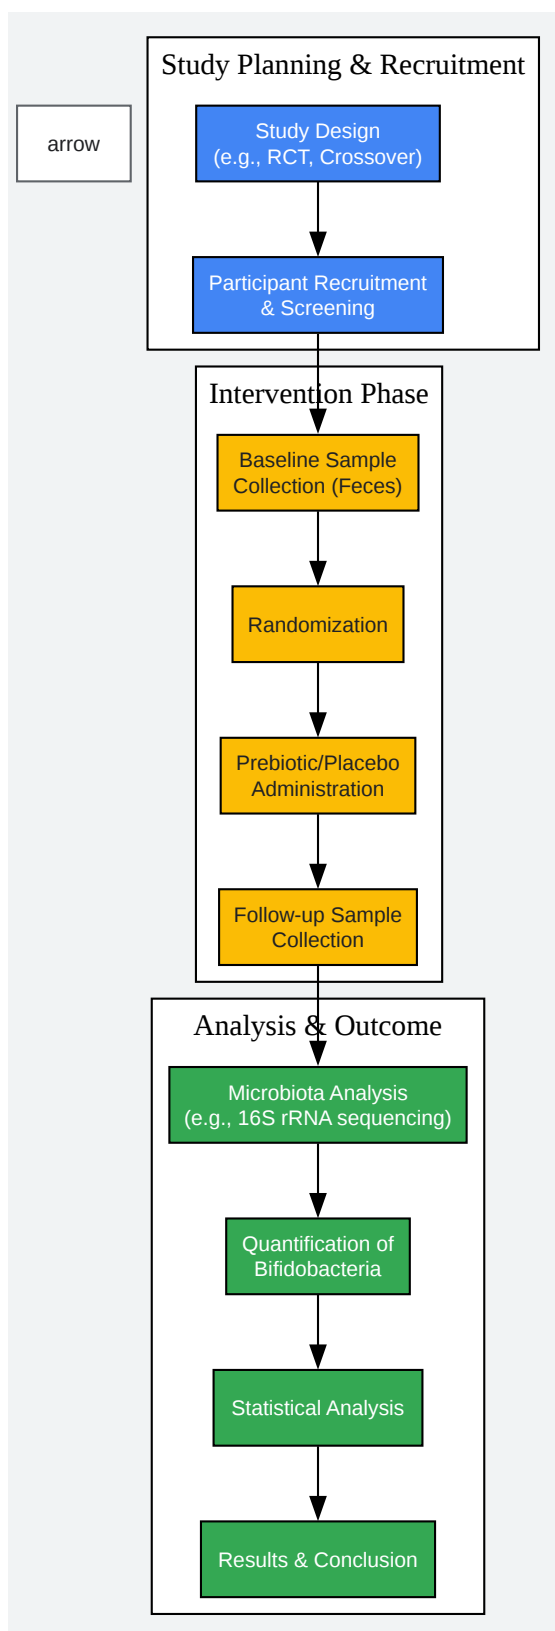 Study Planning & Recruitment
arrow
Study Design
(e.g., RCT, Crossover)
Participant Recruitment
& Screening
Intervention Phase
Baseline Sample
Collection (Feces)
Randomization
Prebiotic/Placebo
Administration
Follow-up Sample
Collection
Analysis & Outcome
Microbiota Analysis
(e.g., 16S rRNA sequencing)
Quantification of
Bifidobacteria
Statistical Analysis
Results & Conclusion